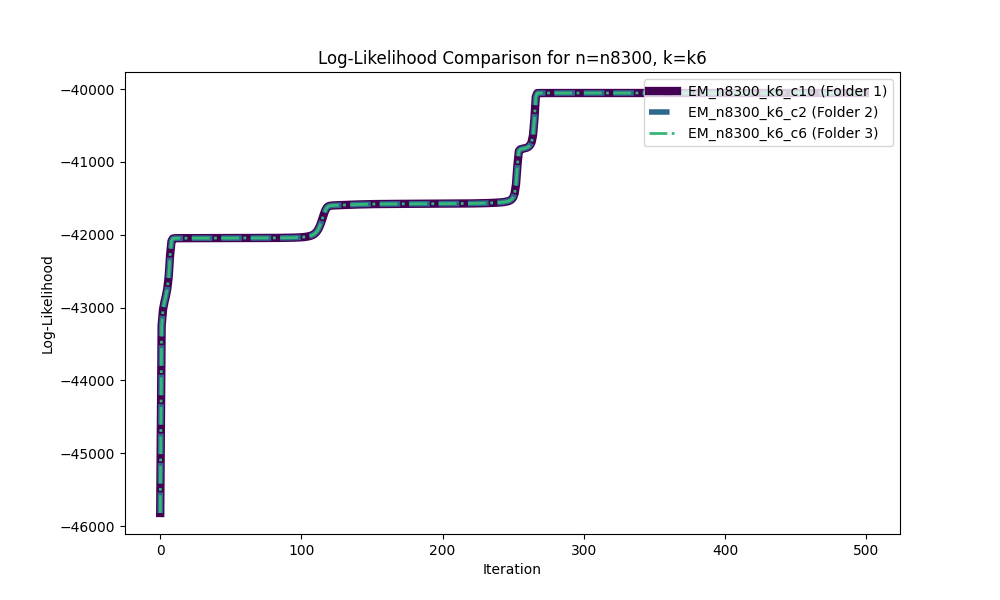 Log-Likelihood Comparison for n=n8300, k=k6
−40000
−41000
−42000
−43000
−44000
−45000
−46000
Log-Likelihood
EM_n8300_k6_c10 (Folder 1)
EM_n8300_k6_c2 (Folder 2)
EM_n8300_k6_c6 (Folder 3)
0 100 200 300 400 500
Iteration